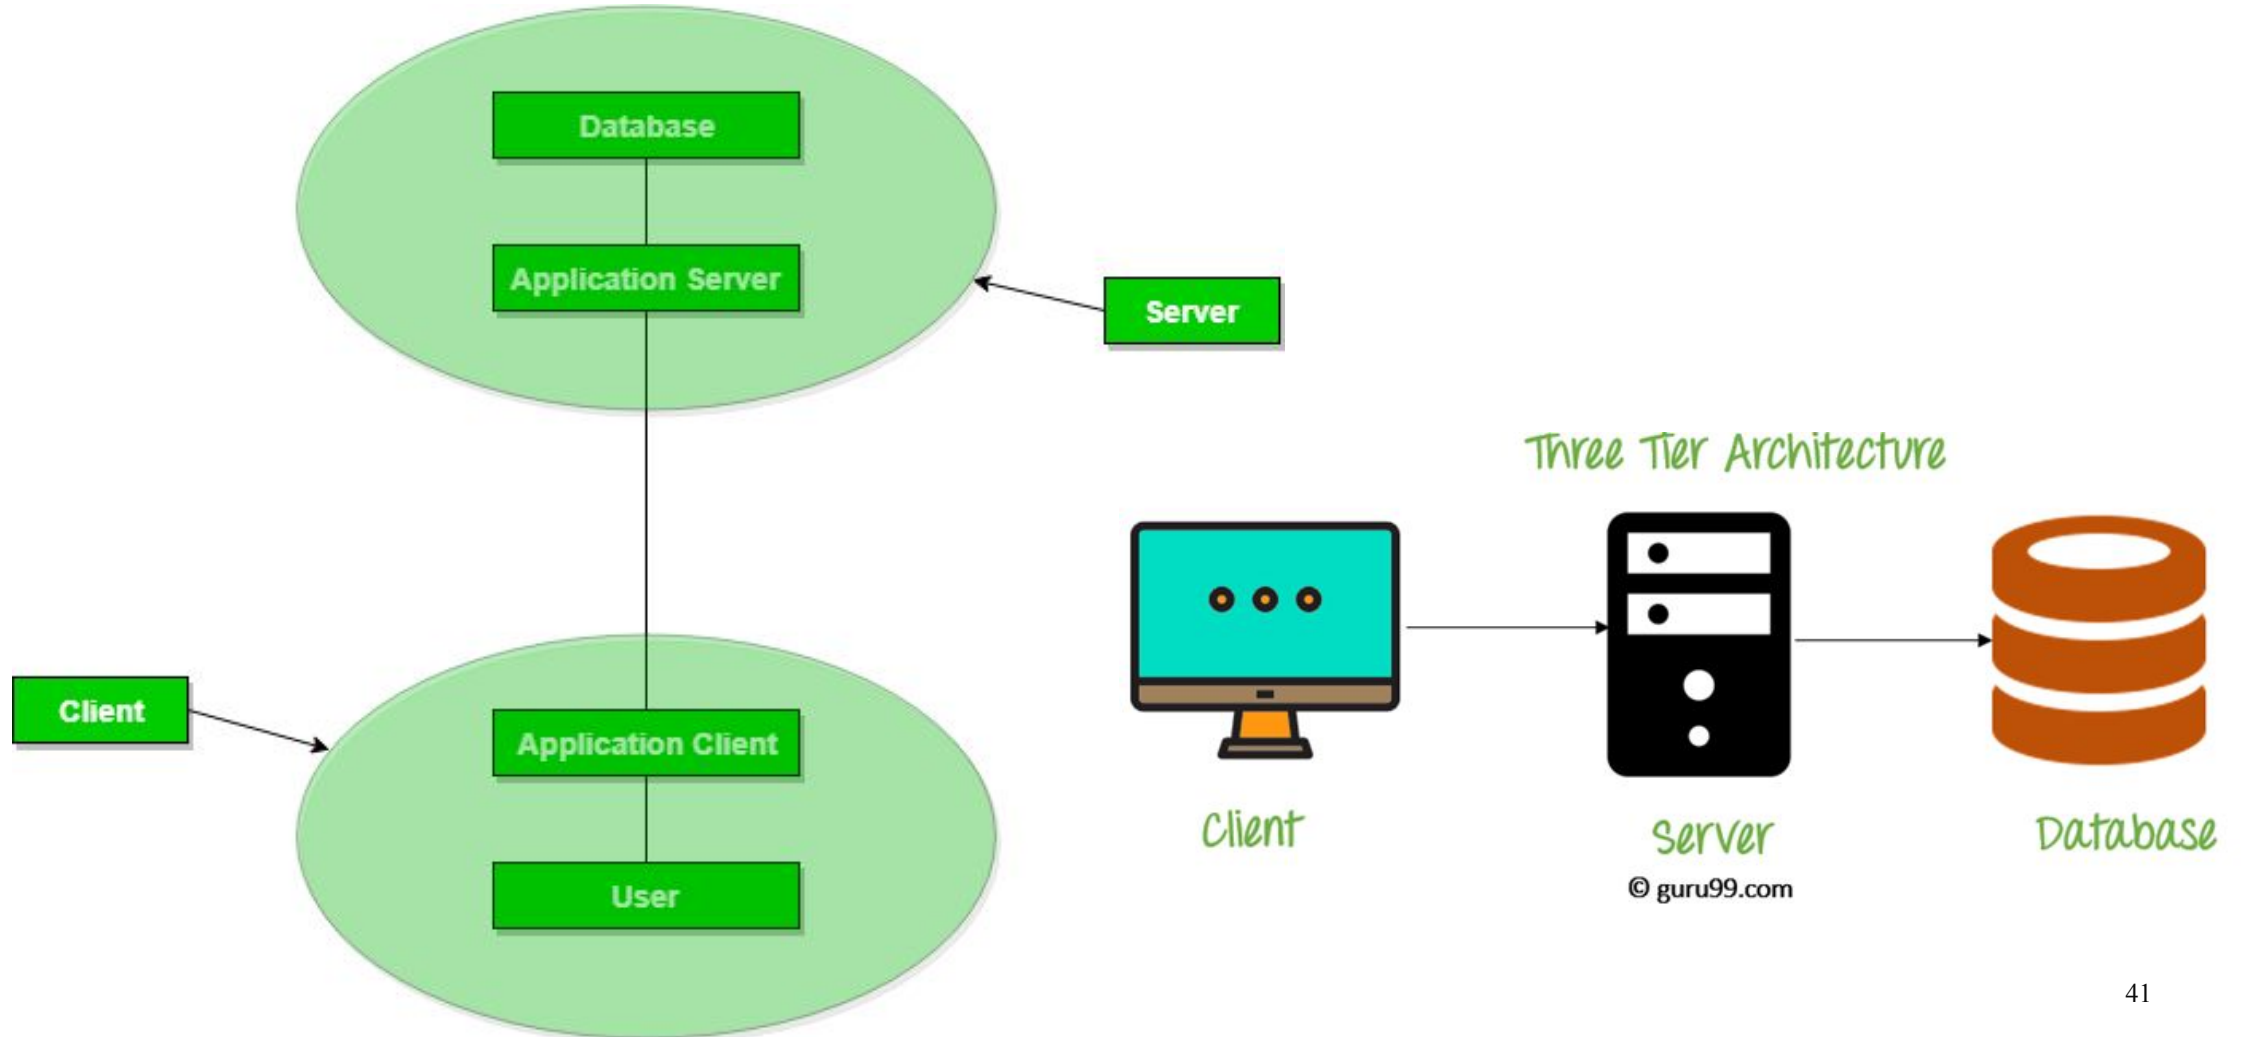 Database
Application Server
Server
Client
Application Client
User
Three Tier Architecture
Client
Server
Database
© guru99.com
41